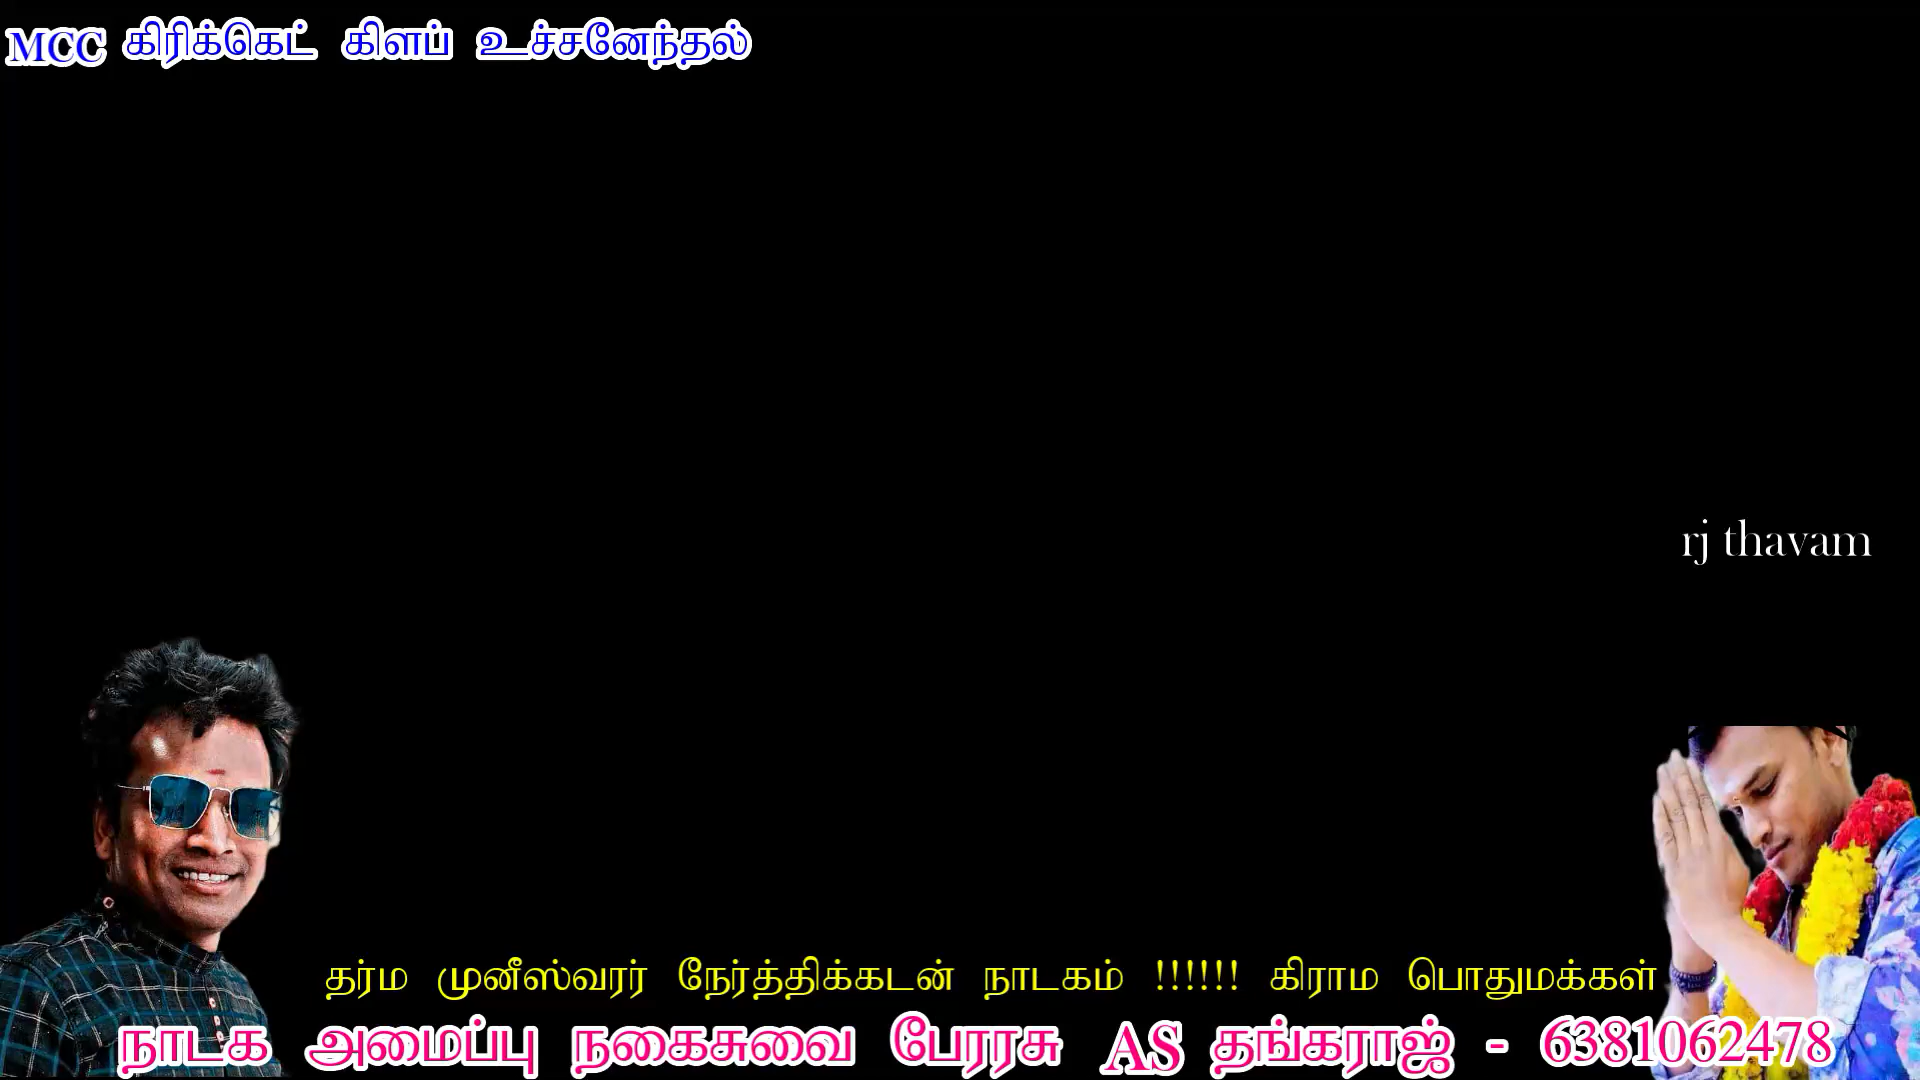 MCC கிரிக்கெட் கிளப் உச்சனேந்தல்
rj thavam
தர்ம முனீஸ்வரர் நேர்த்திக்கடன் நாடகம் !!!!!! கிராம பொதுமக்கள்
நாடக அமைப்பு நகைசுவை பேரரசு AS தங்கராஜ் - 6381062478